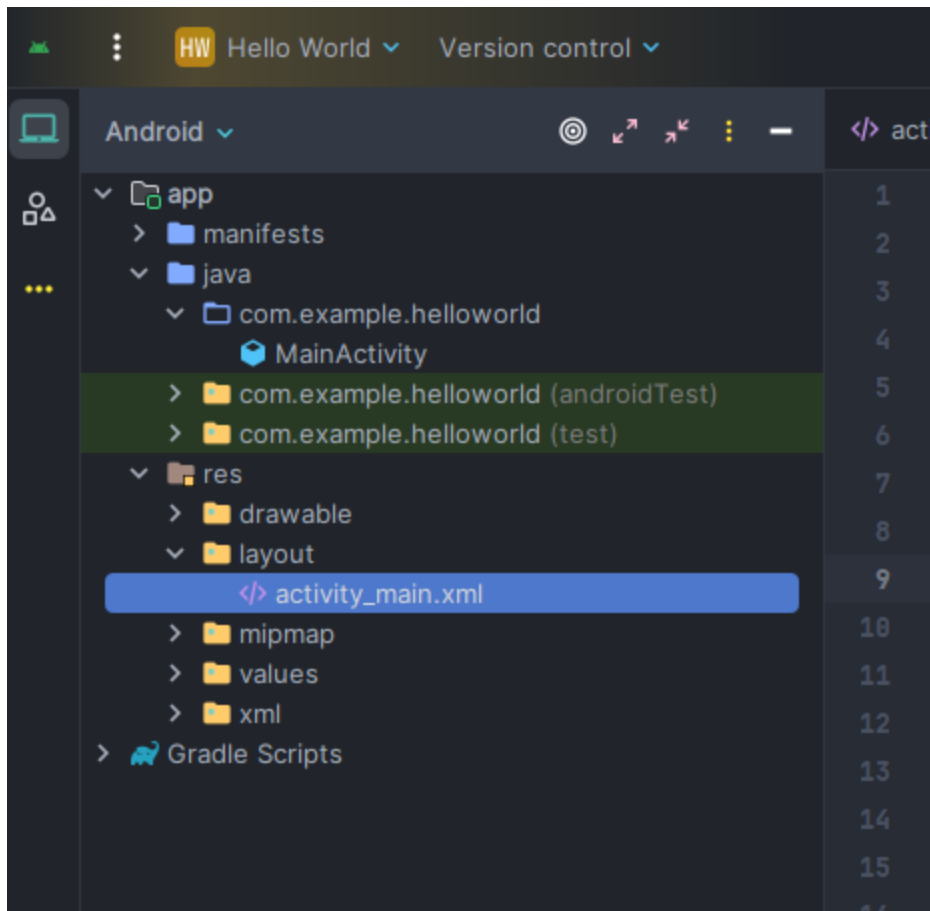 HW Hello World Version control
Android
</> act
app
manifests
java
com.example.helloworld
MainActivity
com.example.helloworld (androidTest)
com.example.helloworld (test)
res
drawable
layout
</> activity_main.xml
mipmap
values
xml
Gradle Scripts
1
2
3
4
5
6
7
8
9
10
11
12
13
14
15